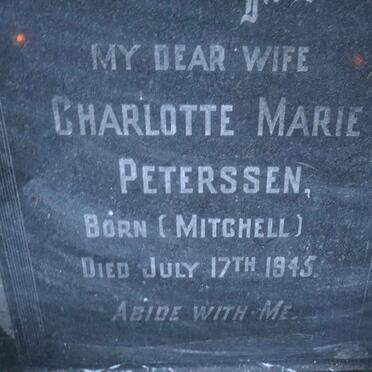 MY DEAR WIFE
CHARLOTTE MARIE
PETERSSEN,
BORN (MITCHELL)
DIED JULY 17TH 1945.
ABIDE WITH ME.